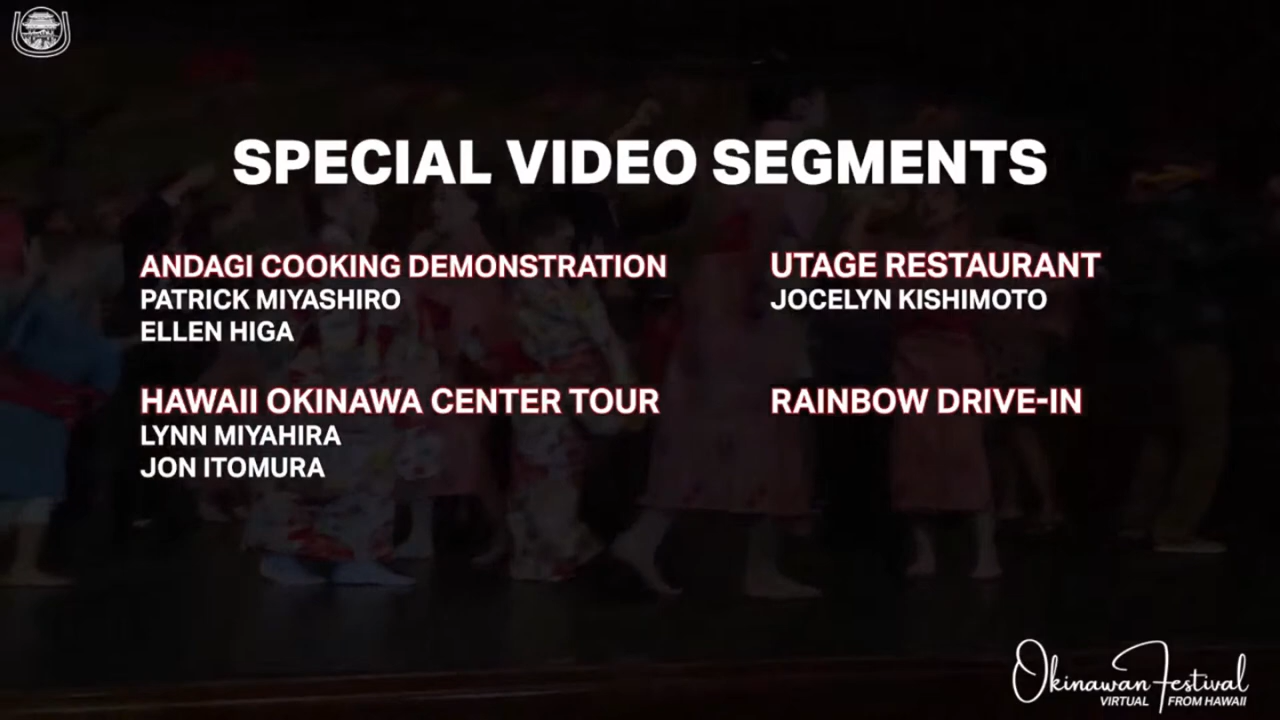 SPECIAL VIDEO SEGMENTS
ANDAGI COOKING DEMONSTRATION
PATRICK MIYASHIRO
ELLEN HIGA
HAWAII OKINAWA CENTER TOUR
LYNN MIYAHIRA
JON ITOMURA
UTAGE RESTAURANT
JOCELYN KISHIMOTO
RAINBOW DRIVE-IN
Okinawan Festival
VIRTUAL FROM HAWAII